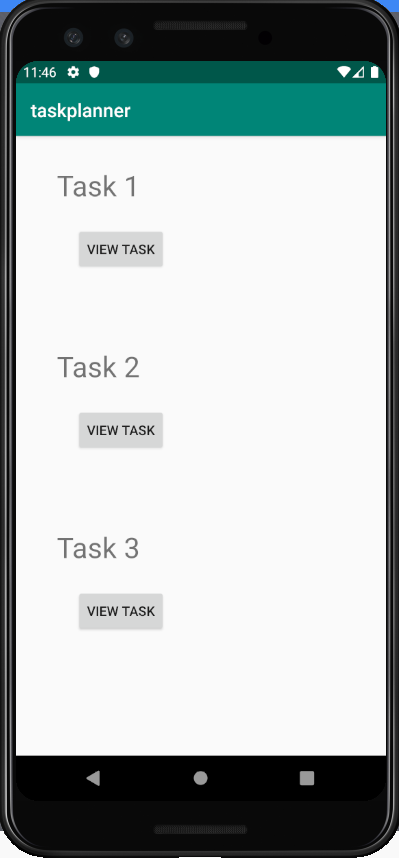 11:46
taskplanner
Task 1
VIEW TASK
Task 2
VIEW TASK
Task 3
VIEW TASK